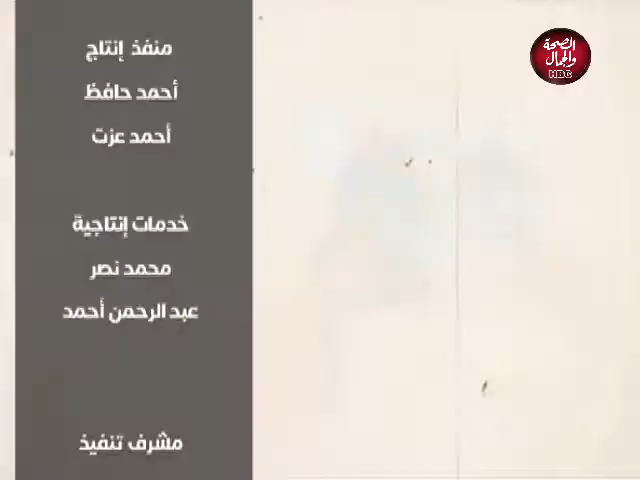 منفذ إنتاج
أحمد حافظ
أحمد عزت
خدمات إنتاجية
محمد نصر
عبد الرحمن أحمد
مشرف تنفيذ
الصحة
والجمال
HBC